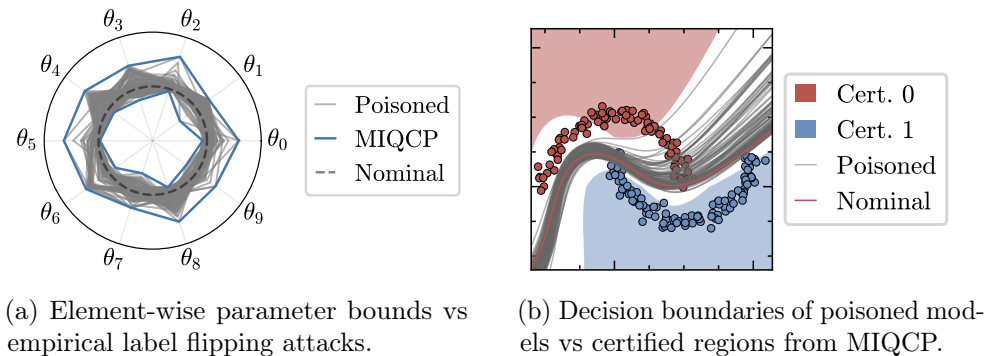 θ₃
θ₂
θ₄
θ₁
θ₅
θ₀
θ₆
θ₉
θ₇
θ₈
Poisoned
MIQCP
Nominal
Cert. 0
Cert. 1
Poisoned
Nominal
(a) Element-wise parameter bounds vs
empirical label flipping attacks.
(b) Decision boundaries of poisoned mod-
els vs certified regions from MIQCP.